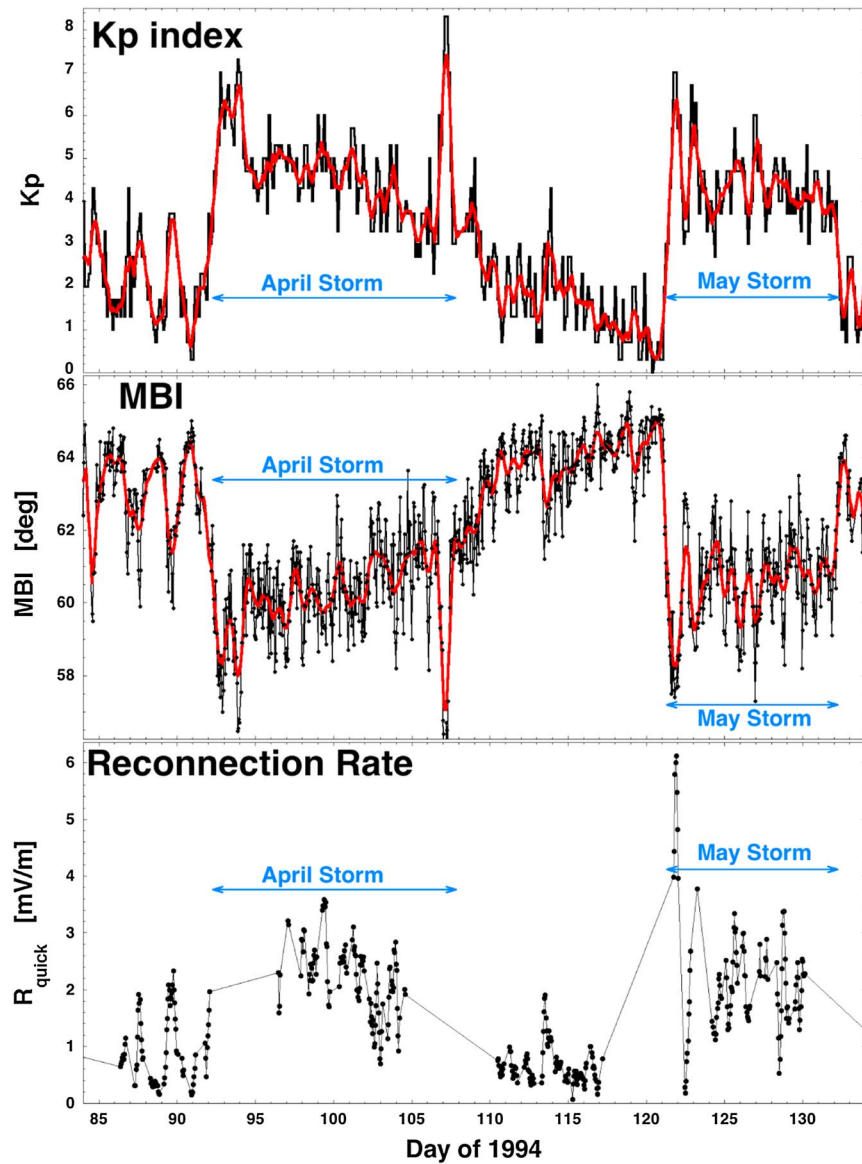 Kp index
8
7
6
5
4
3
2
1
0
Kp
April Storm
May Storm
MBI
66
64
62
60
58
MBI [deg]
April Storm
May Storm
Reconnection Rate
6
5
4
3
2
1
0
R quick [mV/m]
April Storm
May Storm
85 90 95 100 105 110 115 120 125 130
Day of 1994